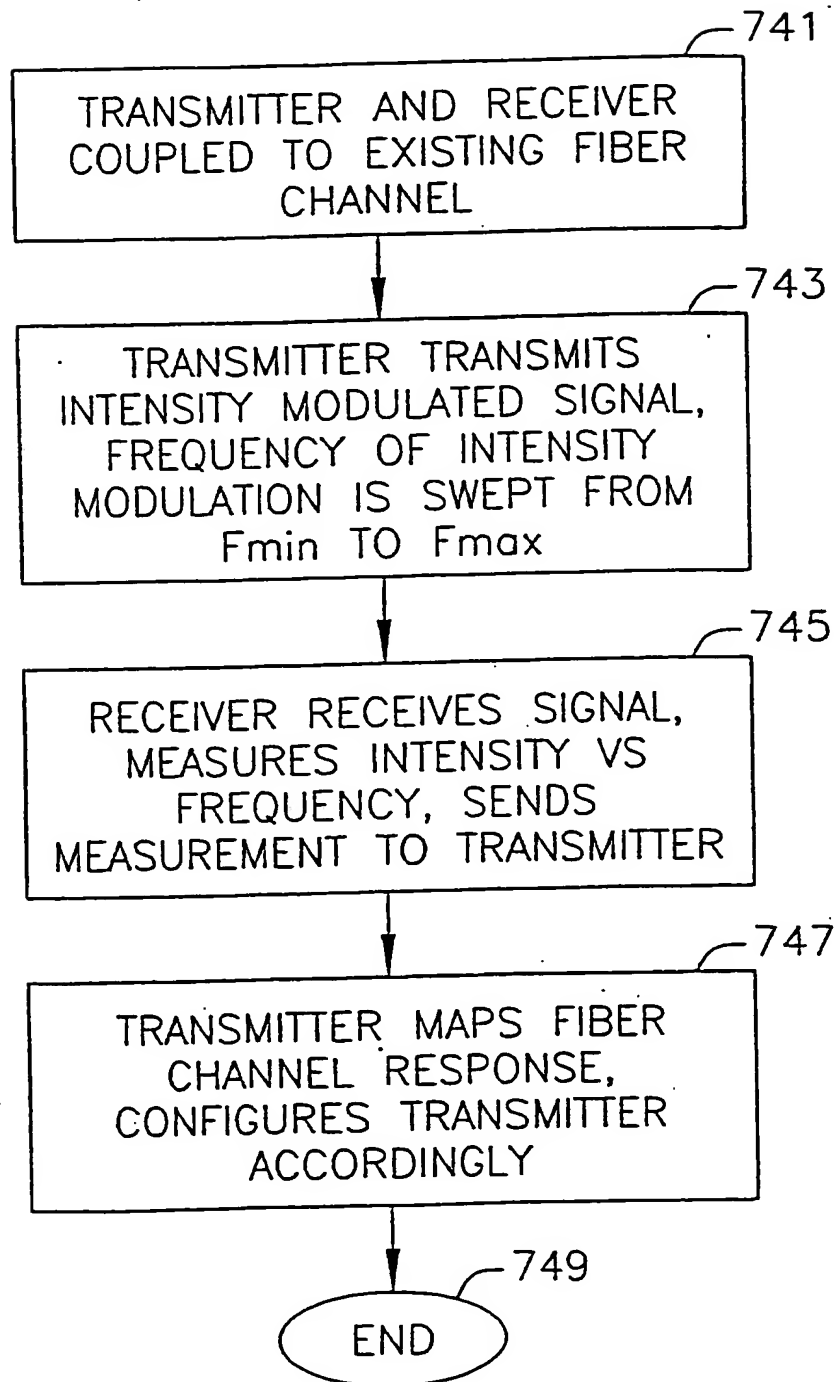 741
TRANSMITTER AND RECEIVER
COUPLED TO EXISTING FIBER
CHANNEL
743
TRANSMITTER TRANSMITS
INTENSITY MODULATED SIGNAL,
FREQUENCY OF INTENSITY
MODULATION IS SWEPT FROM
Fmin TO Fmax
745
RECEIVER RECEIVES SIGNAL,
MEASURES INTENSITY VS
FREQUENCY, SENDS
MEASUREMENT TO TRANSMITTER
747
TRANSMITTER MAPS FIBER
CHANNEL RESPONSE,
CONFIGURES TRANSMITTER
ACCORDINGLY
749
END